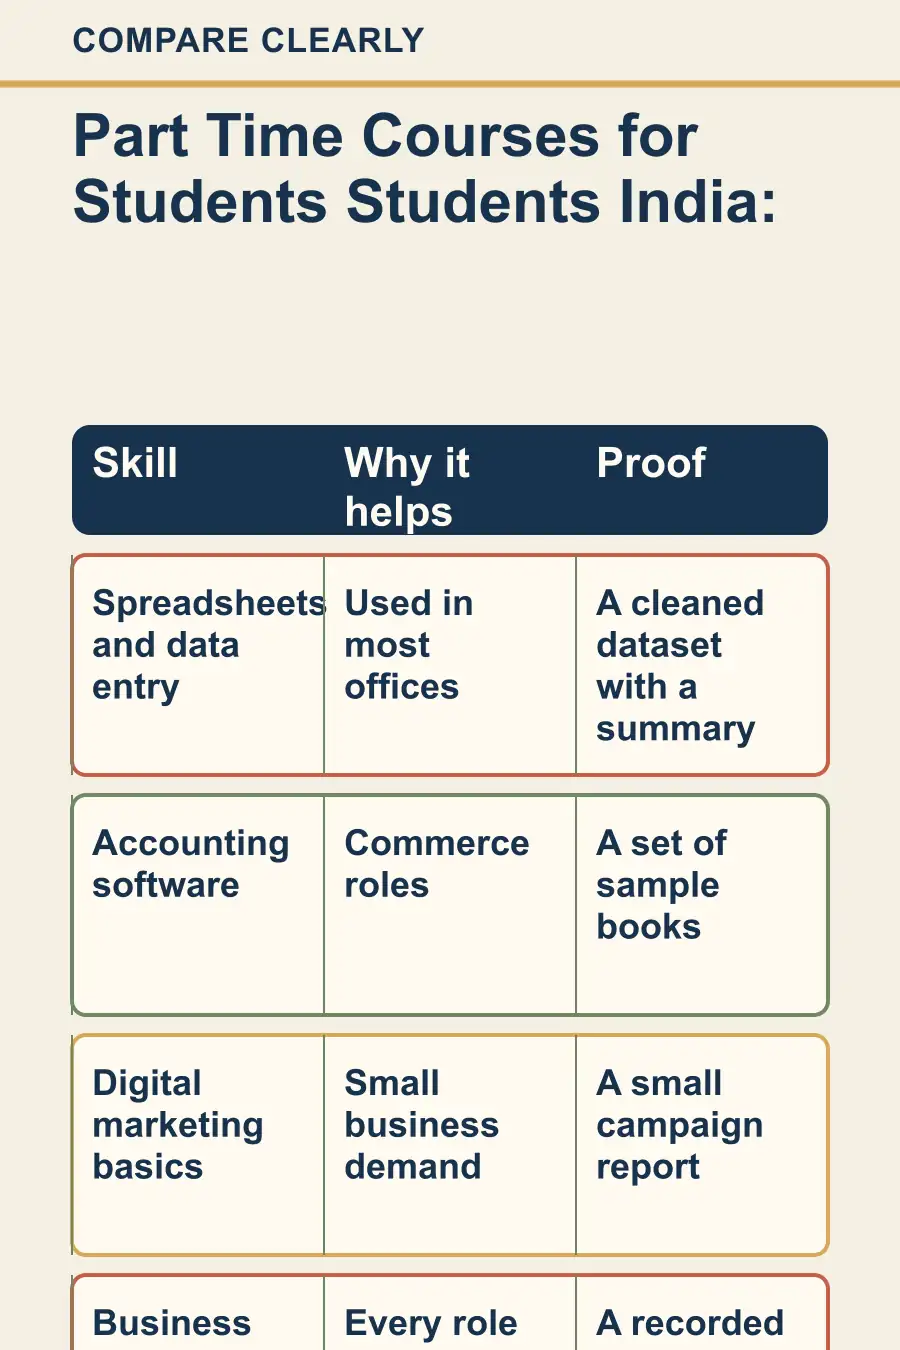 COMPARE CLEARLY
Part Time Courses for
Students Students India:
Skill
Why it
helps
Proof
Spreadsheets
and data
entry
Used in
most
offices
A cleaned
dataset
with a
summary
Accounting
software
Commerce
roles
A set of
sample
books
Digital
marketing
basics
Small
business
demand
A small
campaign
report
Business
Every role
A recorded